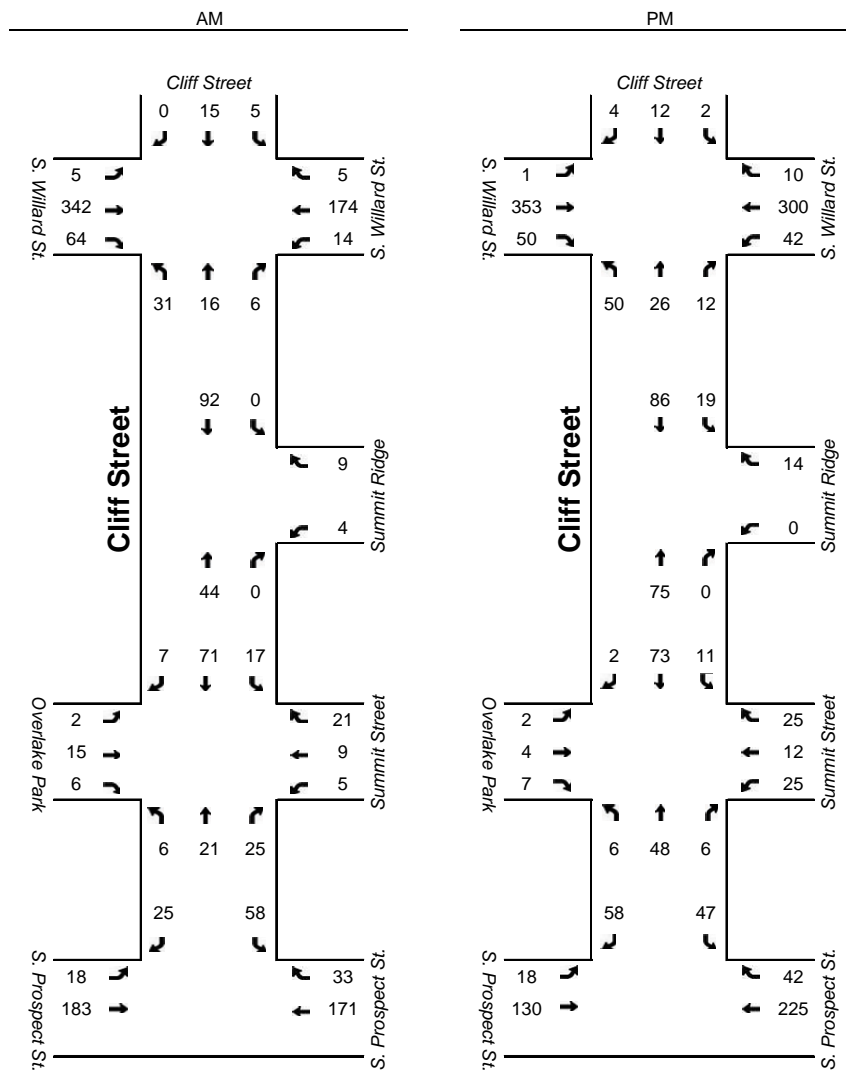 AM PM
Cliff Street Cliff Street
0 15 5 4 12 2
S. Willard St. S. Willard St. S. Willard St. S. Willard St.
5 5 1 10
342 174 353 300
64 14 50 42
31 16 6 50 26 12
92 0 86 19
Cliff Street Cliff Street
Summit Ridge Summit Ridge
9 14
4 0
44 0 75 0
7 71 17 2 73 11
Overlake Park Summit Street Overlake Park Summit Street
2 21 2 25
15 9 4 12
6 5 7 25
6 21 25 6 48 6
25 58 58 47
S. Prospect St. S. Prospect St. S. Prospect St. S. Prospect St.
18 33 18 42
183 171 130 225